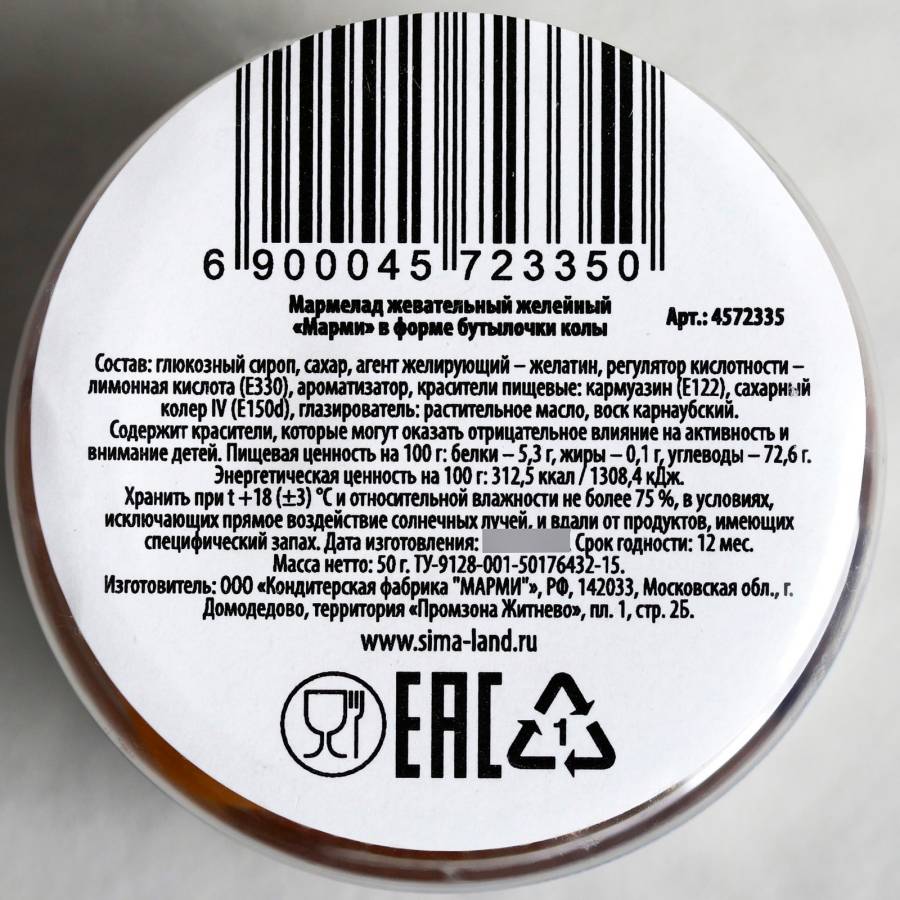 6 900045 723350
Мармелад жевательный желейный
«Марми» в форме бутылочки колы
Арт.: 4572335
Состав: глюкозный сироп, сахар, агент желирующий – желатин, регулятор кислотности –
лимонная кислота (Е330), ароматизатор, красители пищевые: кармуазин (Е122), сахарный
колер IV (Е150d), глазирователь: растительное масло, воск карнаубский.
Содержит красители, которые могут оказать отрицательное влияние на активность и
внимание детей. Пищевая ценность на 100 г: белки – 5,3 г, жиры – 0,1 г, углеводы – 72,6 г.
Энергетическая ценность на 100 г: 312,5 ккал / 1308,4 кДж.
Хранить при t +18 (±3) °С и относительной влажности не более 75 %, в условиях,
исключающих прямое воздействие солнечных лучей, и вдали от продуктов, имеющих
специфический запах. Дата изготовления: Срок годности: 12 мес.
Масса нетто: 50 г. ТУ-9128-001-50176432-15.
Изготовитель: ООО «Кондитерская фабрика "МАРМИ"», РФ, 142033, Московская обл., г.
Домодедово, территория «Промзона Житнево», пл. 1, стр. 2Б.
www.sima-land.ru
EAC 1